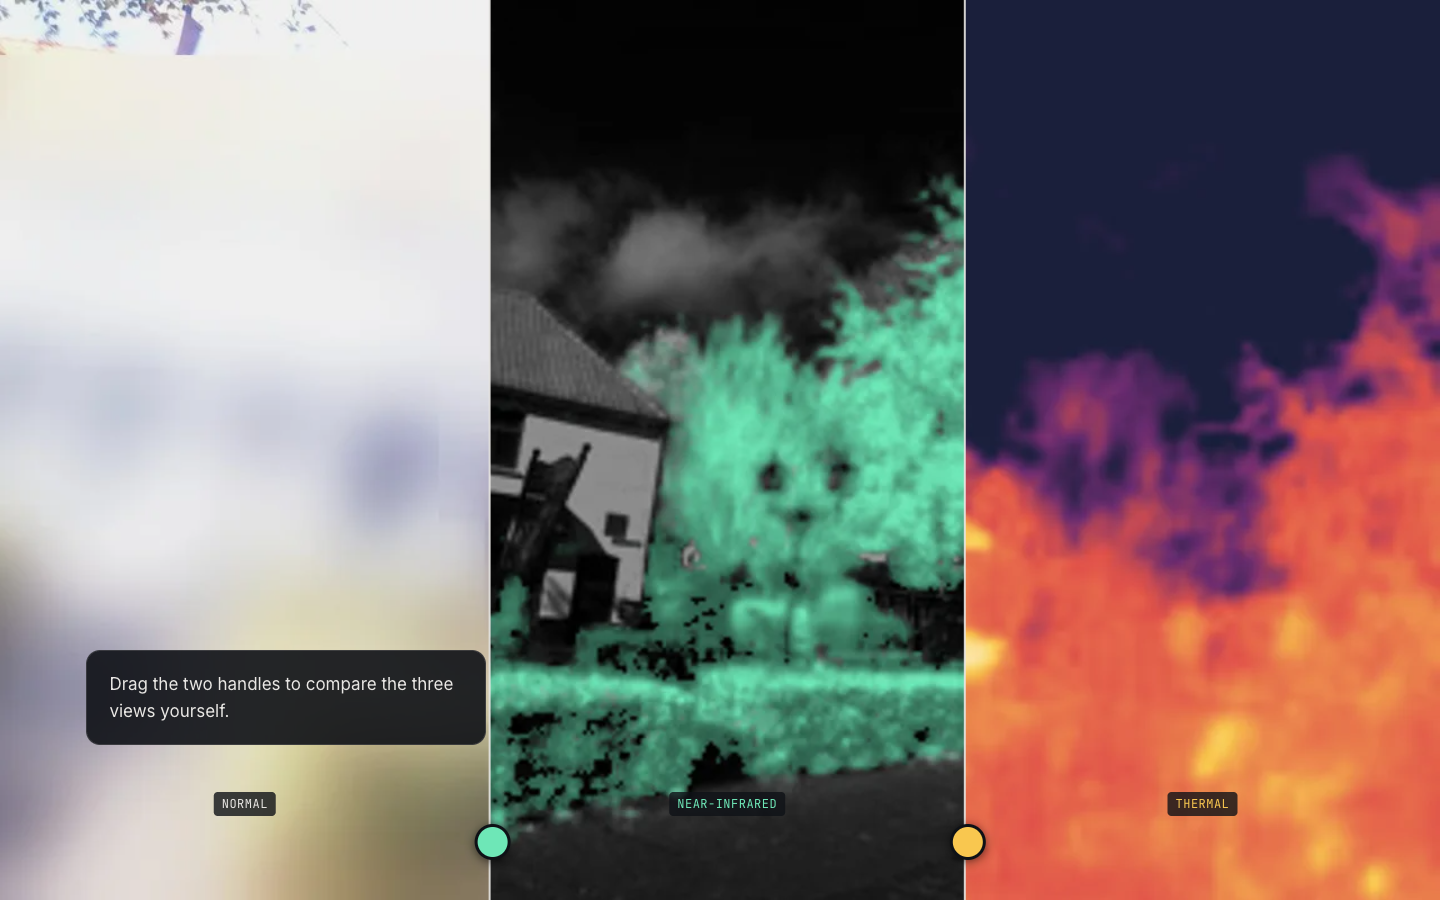 Drag the two handles to compare the three
views yourself.
NORMAL
NEAR-INFRARED
THERMAL